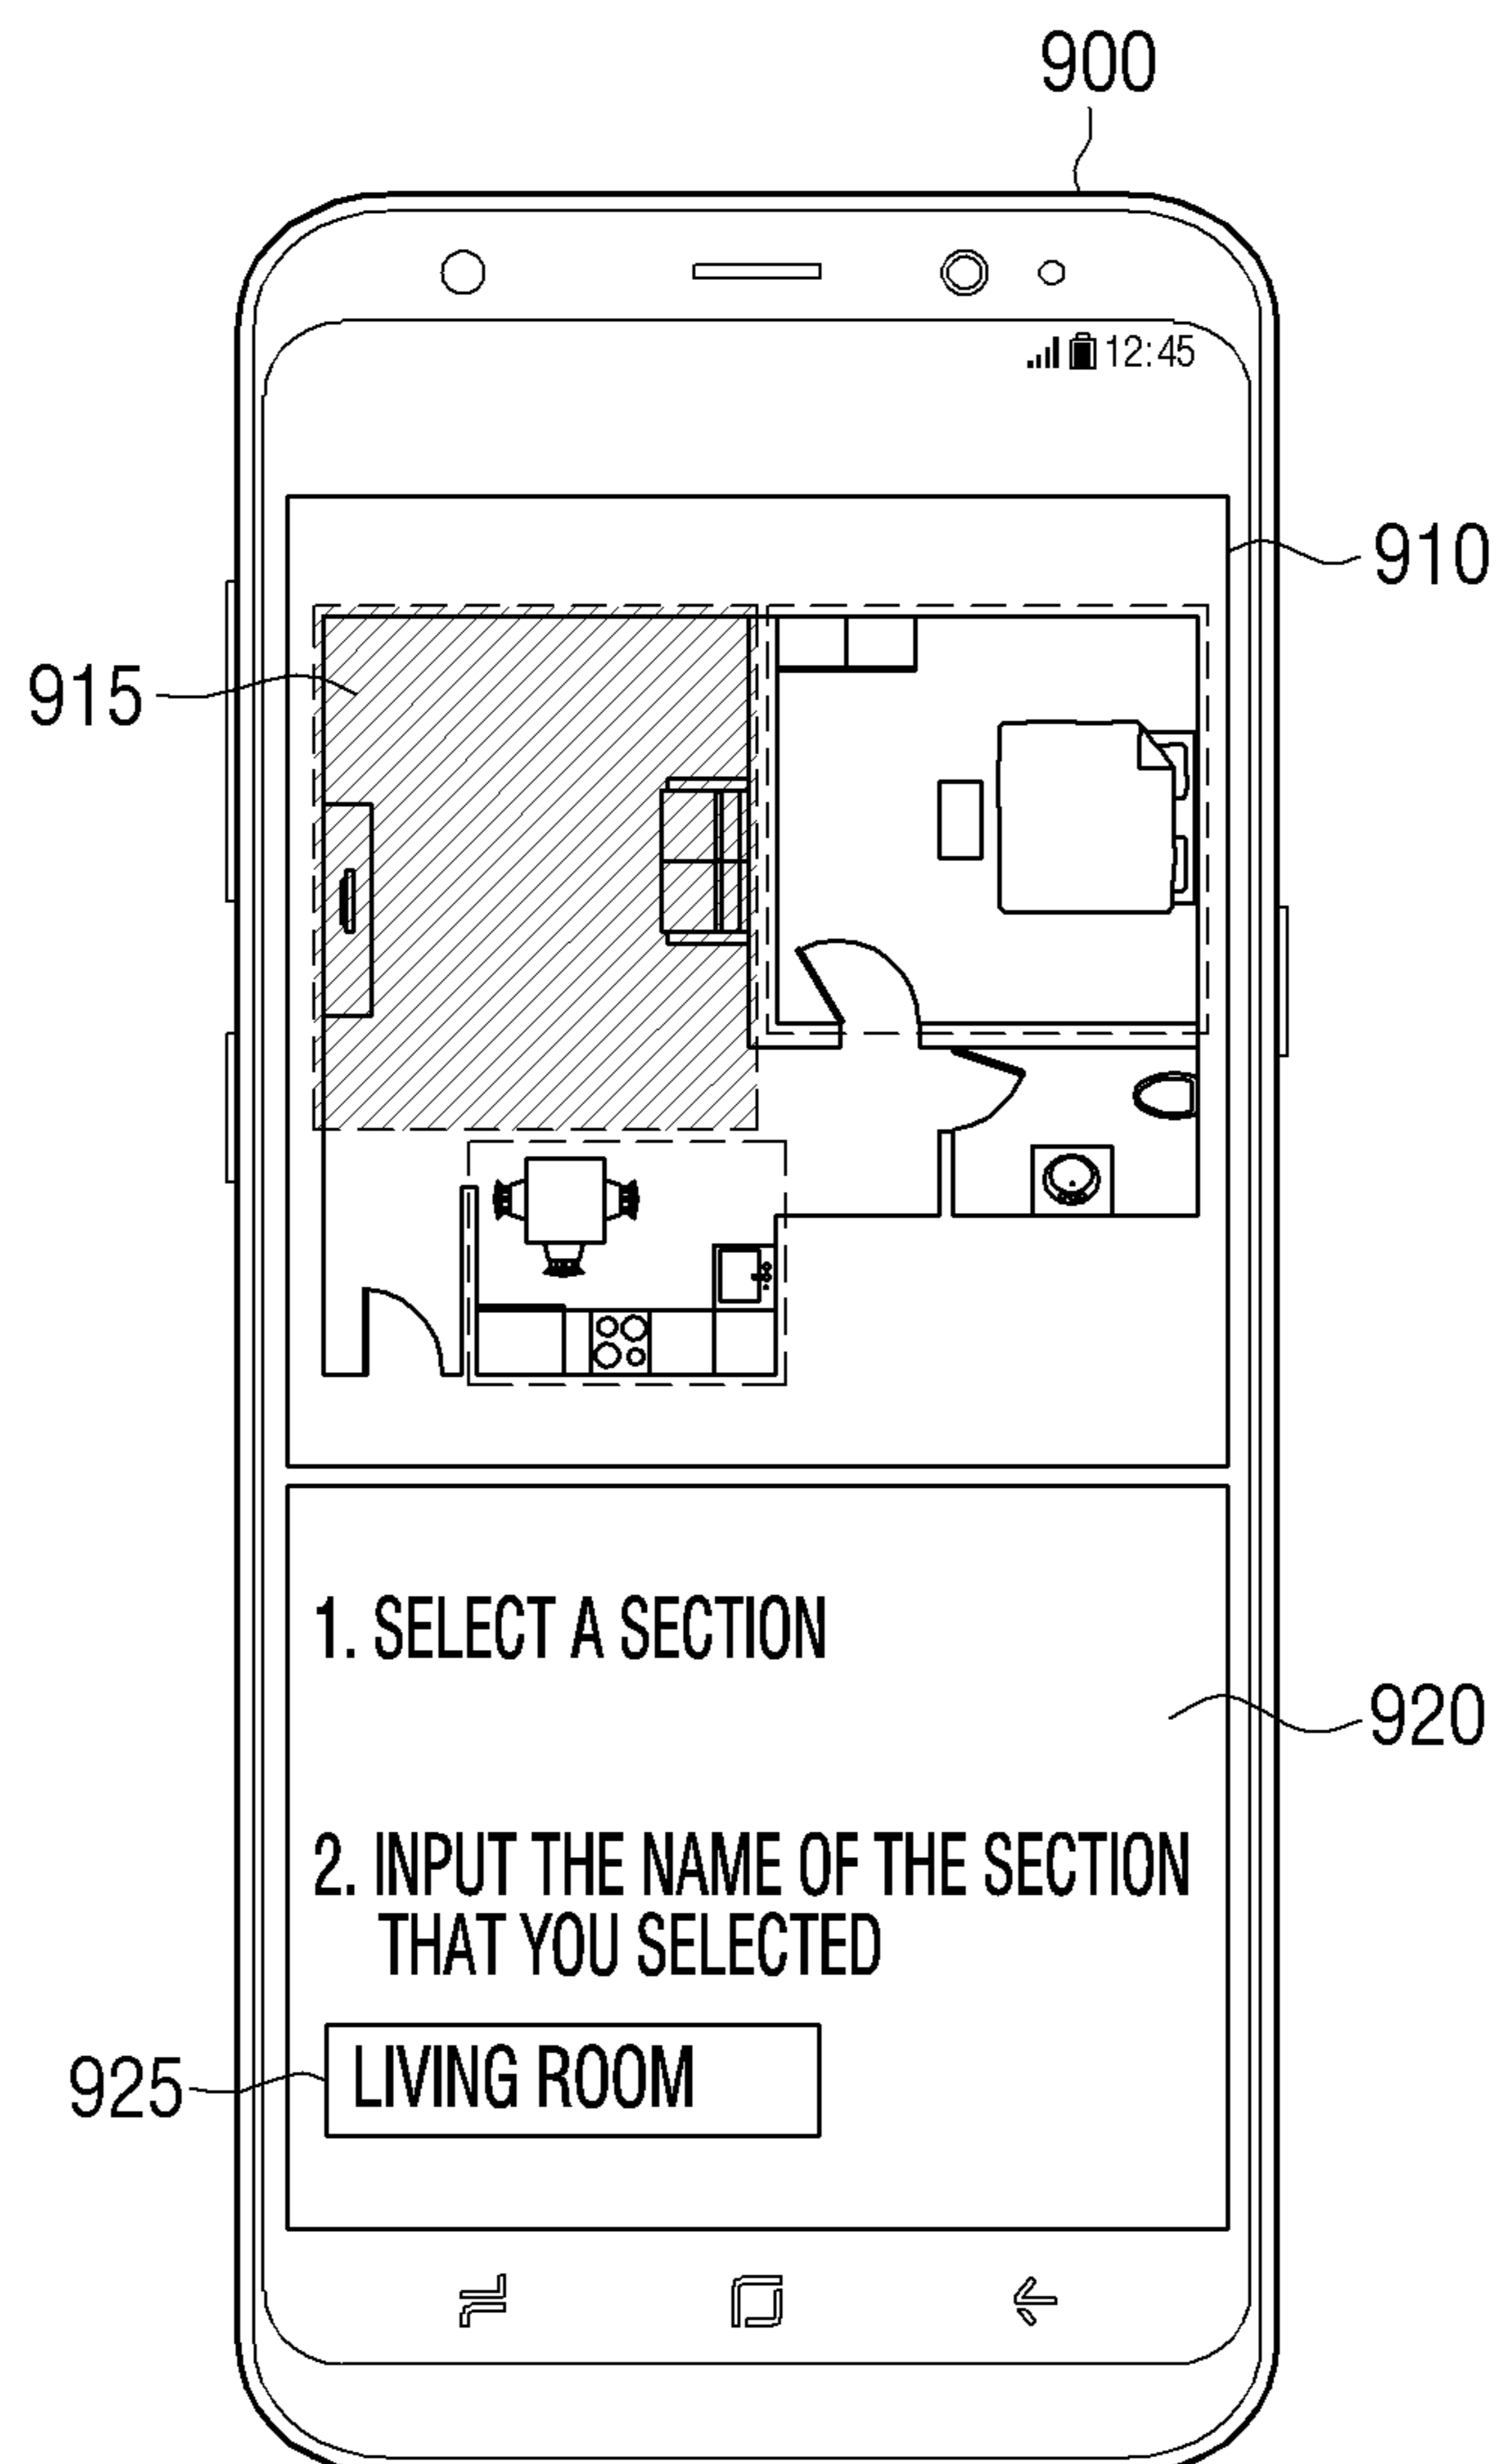 900
12:45
910
915
1. SELECT A SECTION
920
2. INPUT THE NAME OF THE SECTION
THAT YOU SELECTED
925
LIVING ROOM